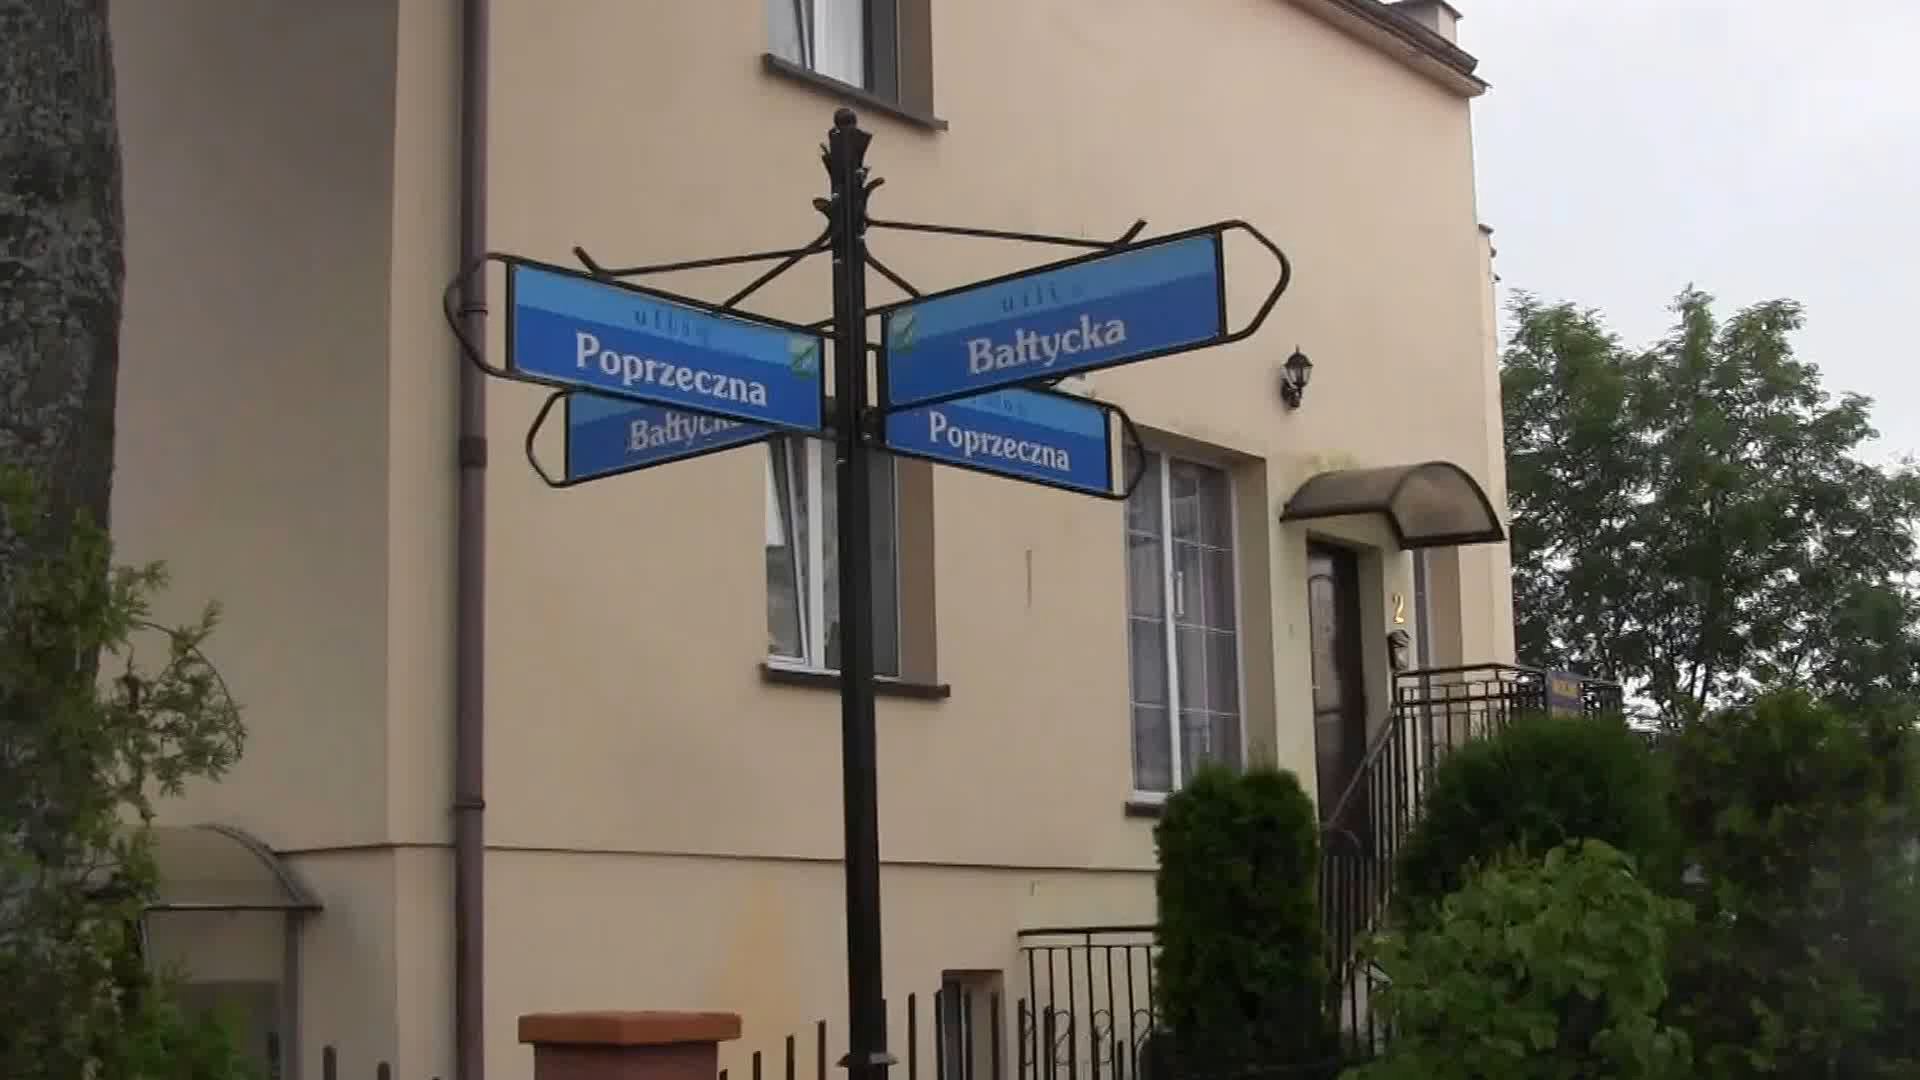 ulica
Poprzeczna
ulica
Bałtycka
Bałtycka
Poprzeczna
2